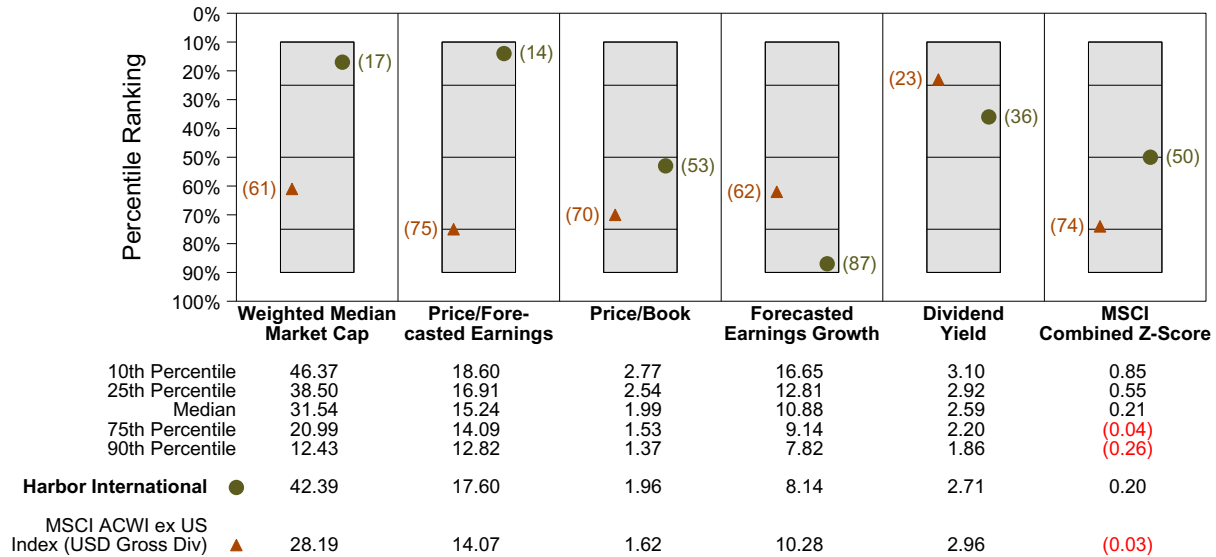 0%
10%
20%
30%
40%
50%
60%
70%
80%
90%
100%
Percentile Ranking
(17)
(61)
(14)
(75)
(53)
(70)
(62)
(87)
(23)
(36)
(50)
(74)
Weighted Median
Market Cap
Price/Fore-
casted Earnings
Price/Book
Forecasted
Earnings Growth
Dividend
Yield
MSCI
Combined Z-Score
10th Percentile 46.37 18.60 2.77 16.65 3.10 0.85
25th Percentile 38.50 16.91 2.54 12.81 2.92 0.55
Median 31.54 15.24 1.99 10.88 2.59 0.21
75th Percentile 20.99 14.09 1.53 9.14 2.20 (0.04)
90th Percentile 12.43 12.82 1.37 7.82 1.86 (0.26)
Harbor International 42.39 17.60 1.96 8.14 2.71 0.20
MSCI ACWI ex US
Index (USD Gross Div) 28.19 14.07 1.62 10.28 2.96 (0.03)